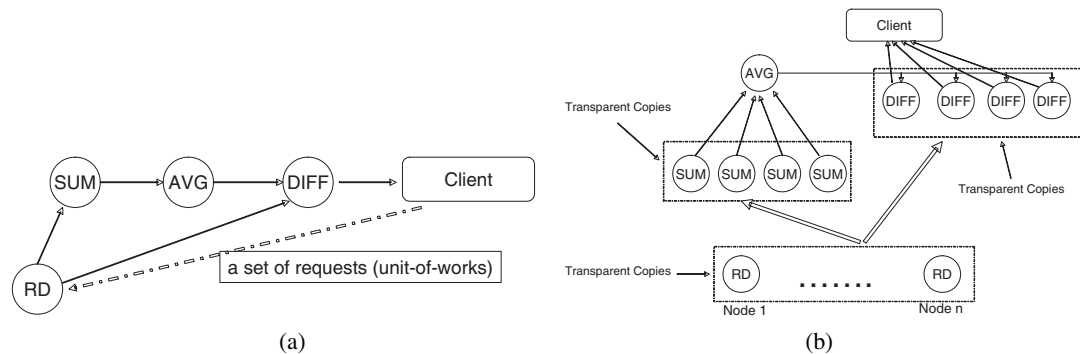 SUM
AVG
DIFF
Client
RD
a set of requests (unit-of-works)
(a)
Client
AVG
DIFF DIFF DIFF DIFF
Transparent Copies
SUM SUM SUM SUM
Transparent Copies
Transparent Copies
RD ....... RD
Node 1 Node n
(b)